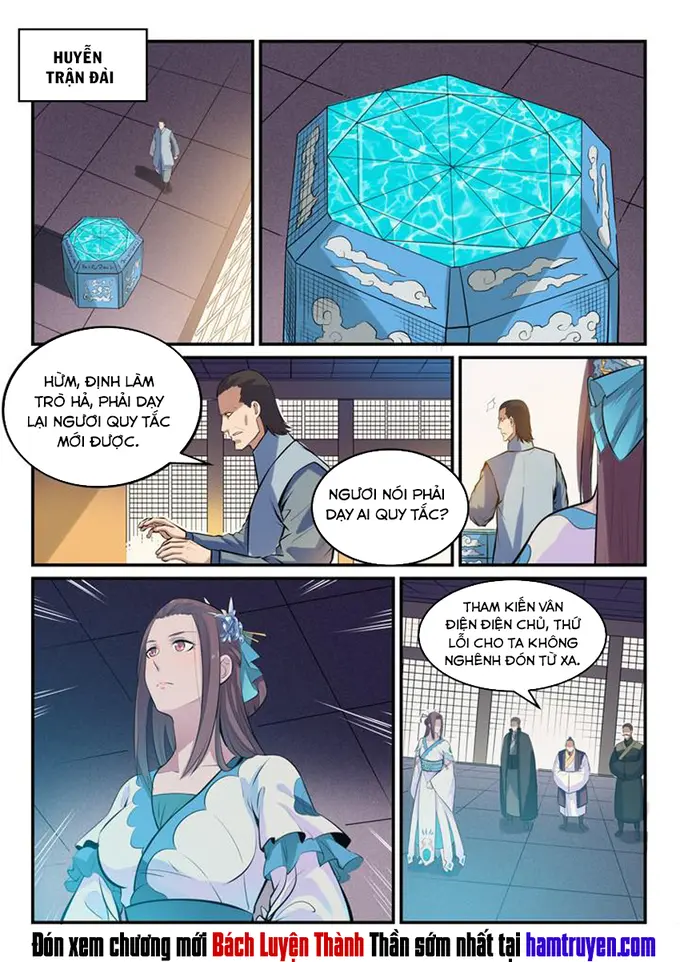 HUYỄN
TRẬN ĐÀI
HỪM, ĐỊNH LÀM
TRÒ HẢ, PHẢI DẠY
LẠI NGƯƠI QUY TẮC
MỚI ĐƯỢC.
NGƯƠI NÓI PHẢI
DẠY AI QUY TẮC?
THAM KIẾN VÂN
ĐIỆN ĐIỆN CHỦ, THỨ
LỖI CHO TA KHÔNG
NGHÊNH ĐÓN TỪ XA.
Đón xem chương mới Bách Luyện Thành Thần sớm nhất tại hamtruyen.com